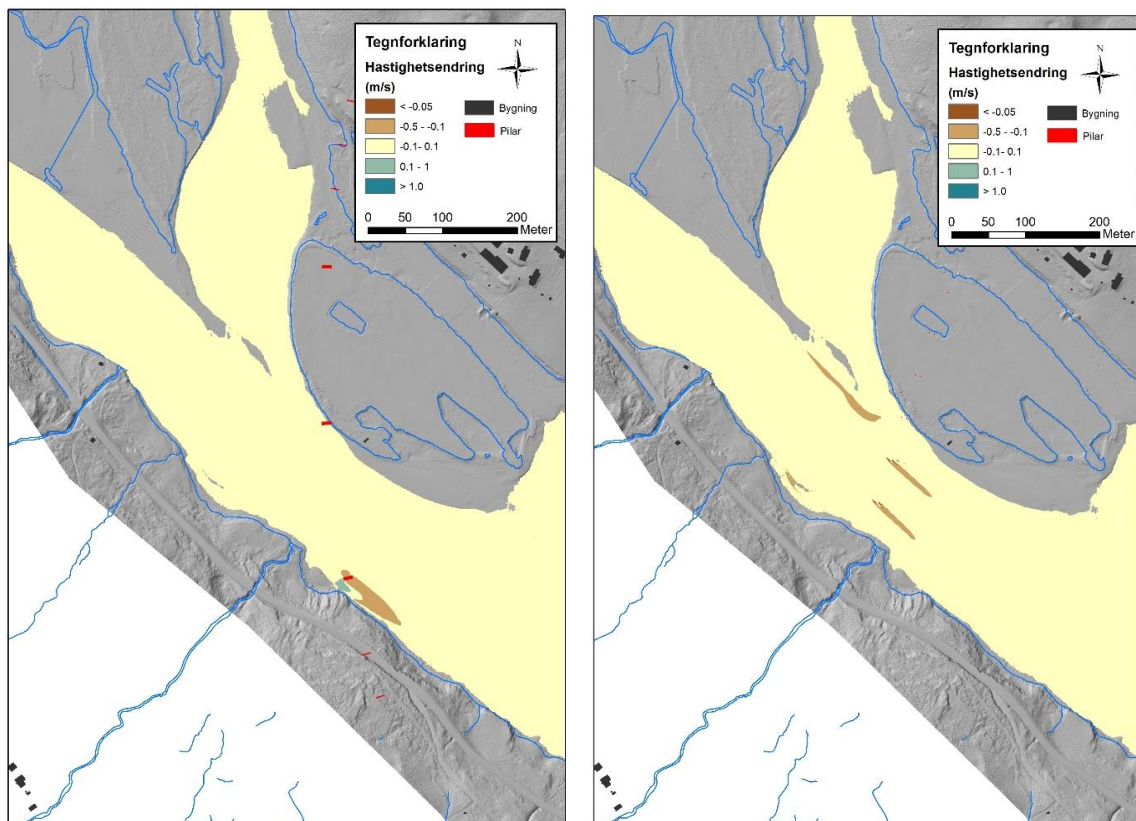 Tegnforklaring
N
Hastighetsendring
(m/s)
< -0.05
Bygning
-0.5 - -0.1
Pilar
-0.1- 0.1
0.1 - 1
> 1.0
0 50 100 200
Meter
Tegnforklaring
N
Hastighetsendring
(m/s)
< -0.05
Bygning
-0.5 - -0.1
Pilar
-0.1- 0.1
0.1 - 1
> 1.0
0 50 100 200
Meter